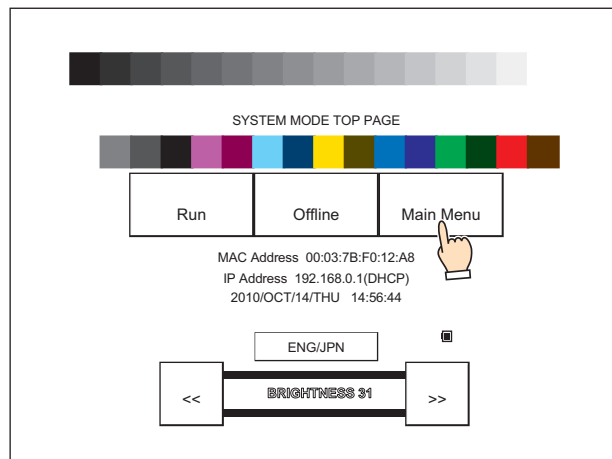 SYSTEM MODE TOP PAGE
Run Offline Main Menu
MAC Address 00:03:7B:F0:12:A8
IP Address 192.168.0.1(DHCP)
2010/OCT/14/THU 14:56:44
ENG/JPN
<< BRIGHTNESS 31 >>